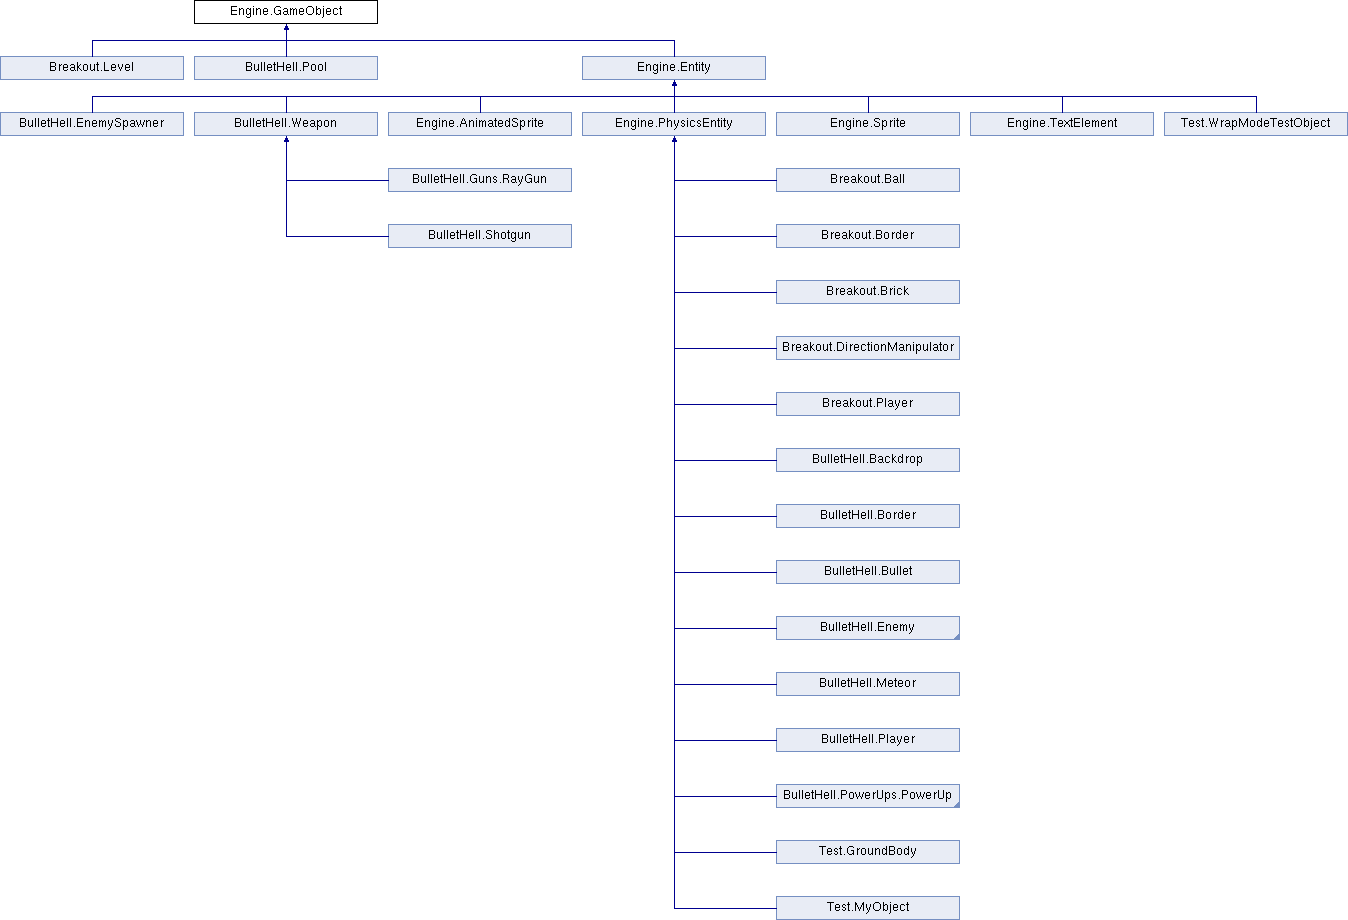 Engine.GameObject
Breakout.Level
BulletHell.Pool
Engine.Entity
BulletHell.EnemySpawner
BulletHell.Weapon
Engine.AnimatedSprite
Engine.PhysicsEntity
Engine.Sprite
Engine.TextElement
Test.WrapModeTestObject
BulletHell.Guns.RayGun
Breakout.Ball
BulletHell.Shotgun
Breakout.Border
Breakout.Brick
Breakout.DirectionManipulator
Breakout.Player
BulletHell.Backdrop
BulletHell.Border
BulletHell.Bullet
BulletHell.Enemy
BulletHell.Meteor
BulletHell.Player
BulletHell.PowerUps.PowerUp
Test.GroundBody
Test.MyObject